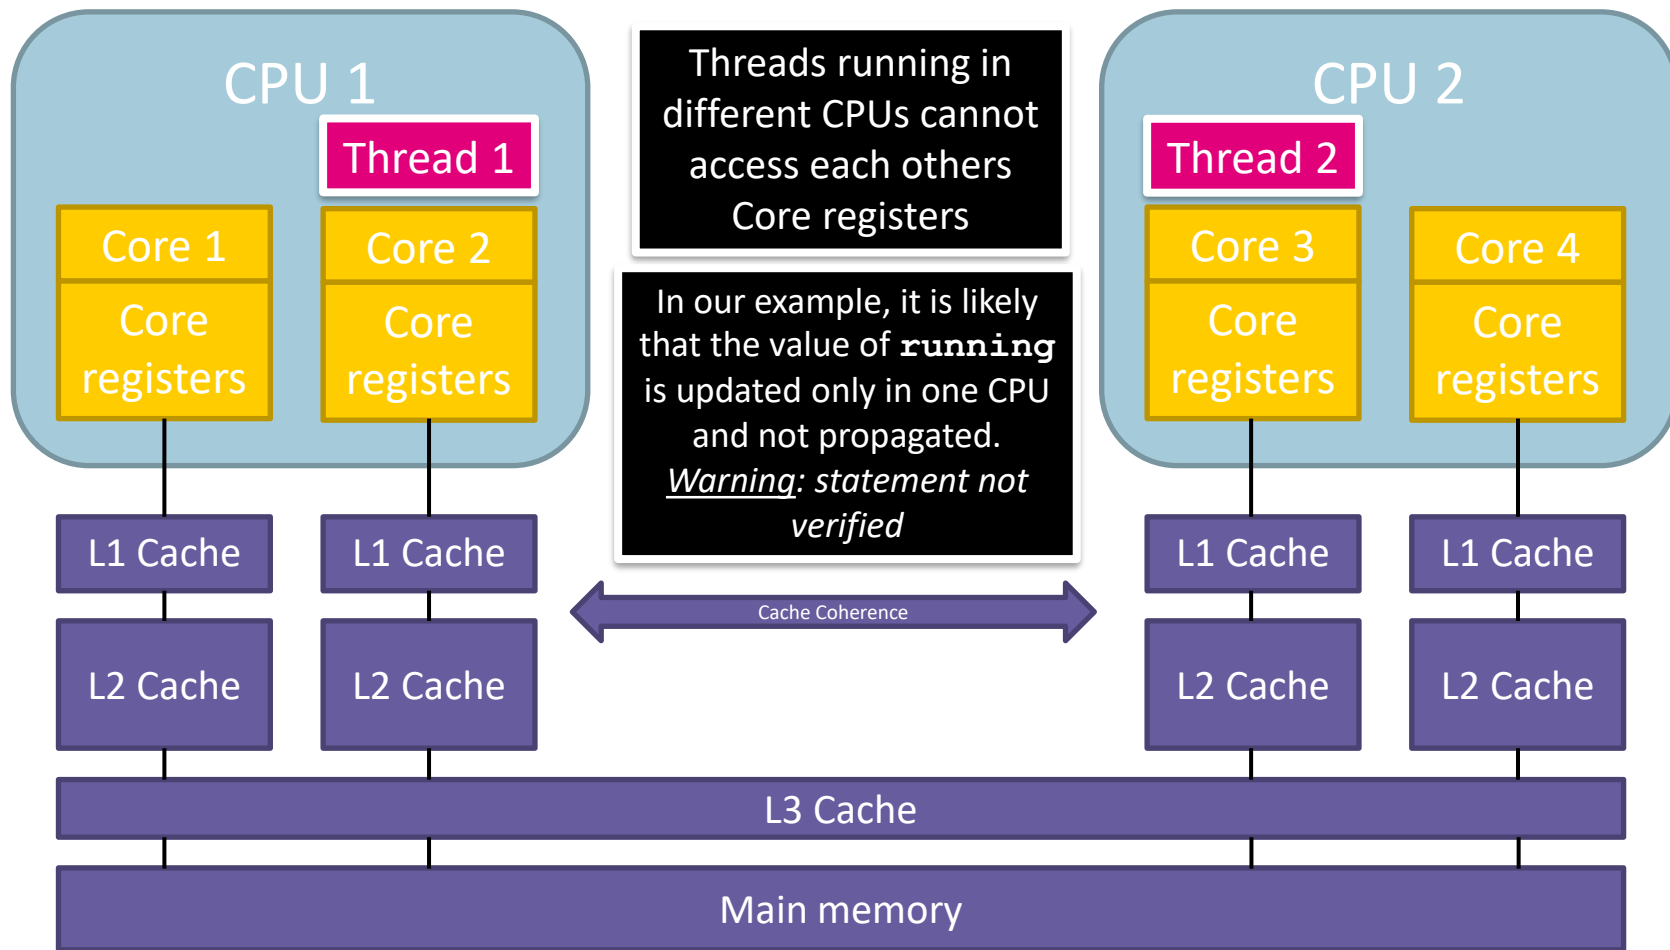 CPU 1
Thread 1
Core 1
Core
registers
Core 2
Core
registers
Threads running in
different CPUs cannot
access each others
Core registers
In our example, it is likely
that the value of running
is updated only in one CPU
and not propagated.
Warning: statement not
verified
CPU 2
Thread 2
Core 3
Core
registers
Core 4
Core
registers
L1 Cache
L1 Cache
L1 Cache
L1 Cache
Cache Coherence
L2 Cache
L2 Cache
L2 Cache
L2 Cache
L3 Cache
Main memory